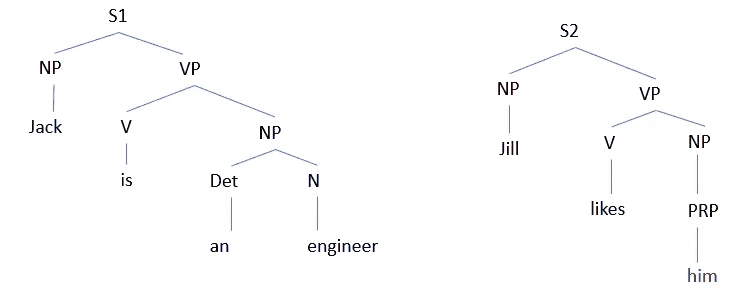 S1
S2
NP VP
NP VP
Jack V NP
Jill V NP
is Det N
likes PRP
an engineer
him